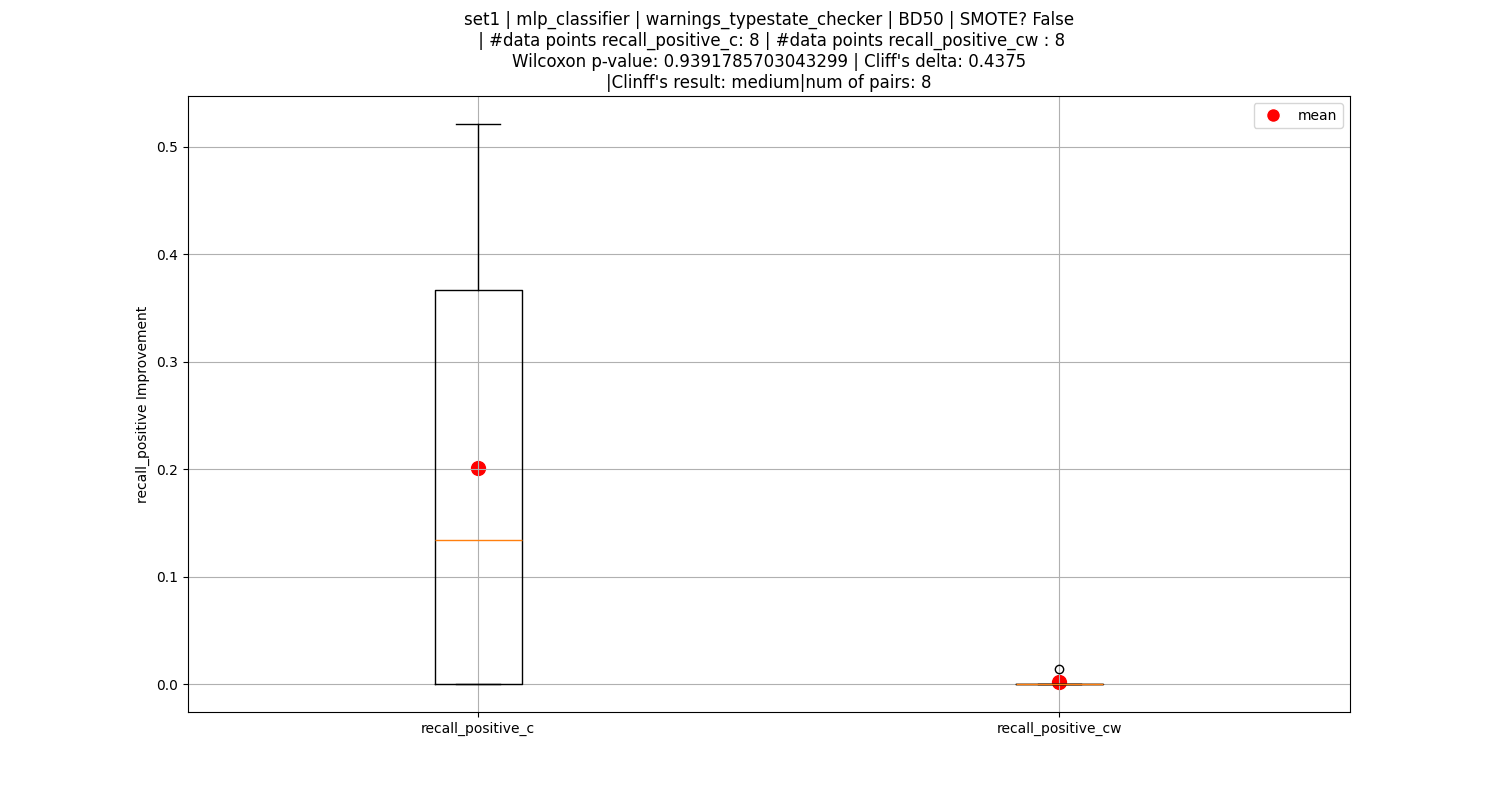 set1 | mlp_classifier | warnings_typestate_checker | BD50 | SMOTE? False
| #data points recall_positive_c: 8 | #data points recall_positive_cw : 8
Wilcoxon p-value: 0.9391785703043299 | Cliff's delta: 0.4375
|Clinff's result: medium|num of pairs: 8
mean
recall_positive Improvement
0.5
0.4
0.3
0.2
0.1
0.0
recall_positive_c
recall_positive_cw